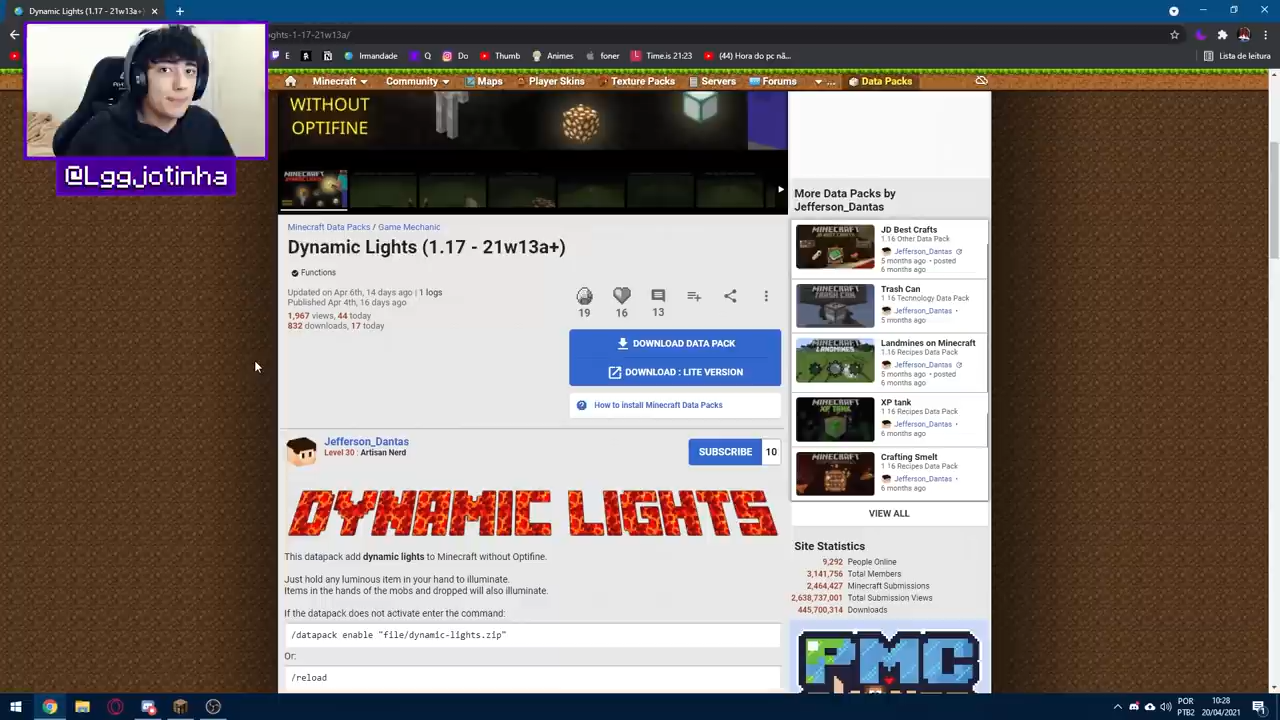 Dynamic Lights (1.17 - 21w13a+)
ights-1-17-21w13a/
E
Irmandade
Q
Do
Thumb
Animes
foner
Time.is 21:23
(44) Hora do pc nã...
Lista de leitura
Minecraft
Community
Maps
Player Skins
Texture Packs
Servers
Forums
...
Data Packs
WITHOUT
OPTIFINE
@Lggjotinha
Minecraft Data Packs / Game Mechanic
Dynamic Lights (1.17 - 21w13a+)
Functions
Updated on Apr 6th, 14 days ago | 1 logs
Published Apr 4th, 16 days ago
1,967 views, 44 today
832 downloads, 17 today
19
16
13
DOWNLOAD DATA PACK
DOWNLOAD : LITE VERSION
How to install Minecraft Data Packs
Jefferson_Dantas
Level 30 : Artisan Nerd
SUBSCRIBE 10
DYNAMIC LIGHTS
This datapack add dynamic lights to Minecraft without Optifine.
Just hold any luminous item in your hand to illuminate.
Items in the hands of the mobs and dropped will also illuminate.
If the datapack does not activate enter the command:
/datapack enable "file/dynamic-lights.zip"
Or:
/reload
More Data Packs by
Jefferson_Dantas
JD Best Crafts
1.16 Other Data Pack
Jefferson_Dantas
5 months ago • posted
6 months ago
Trash Can
1 16 Technology Data Pack
Jefferson_Dantas •
5 months ago
Landmines on Minecraft
1.16 Recipes Data Pack
Jefferson_Dantas
5 months ago • posted
6 months ago
XP tank
1 16 Recipes Data Pack
Jefferson_Dantas •
6 months ago
Crafting Smelt
1 16 Recipes Data Pack
Jefferson_Dantas •
6 months ago
VIEW ALL
Site Statistics
9,292 People Online
3,141,756 Total Members
2,464,427 Minecraft Submissions
2,638,737,001 Total Submission Views
445,700,314 Downloads
PMC
POR
PTB2
10:28
20/04/2021